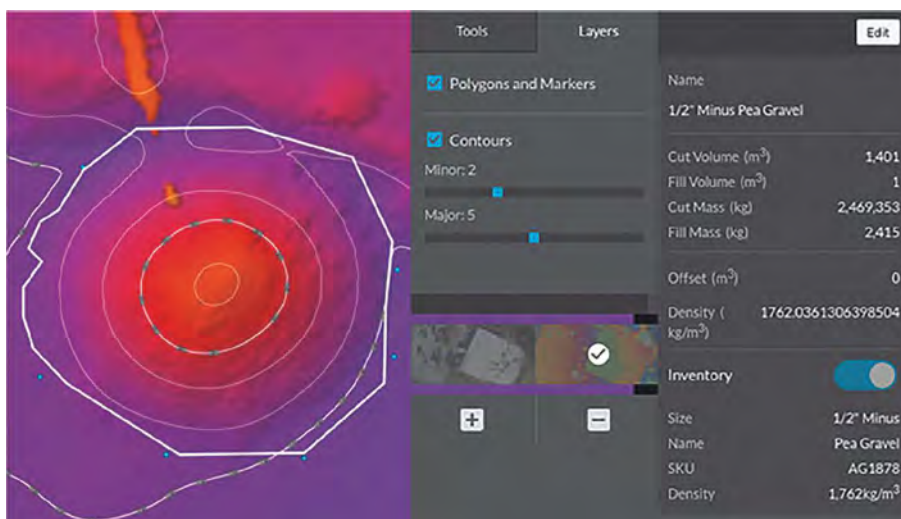 Tools
Layers
Edit
Polygons and Markers
Contours
Minor: 2
Major: 5
Name
1/2" Minus Pea Gravel
Cut Volume (m³) 1,401
Fill Volume (m³) 1
Cut Mass (kg) 2,469,353
Fill Mass (kg) 2,415
Offset (m³) 0
Density ( 1762.0361306398504
kg/m³)
Inventory
Size 1/2" Minus
Name Pea Gravel
SKU AG1878
Density 1,762kg/m³